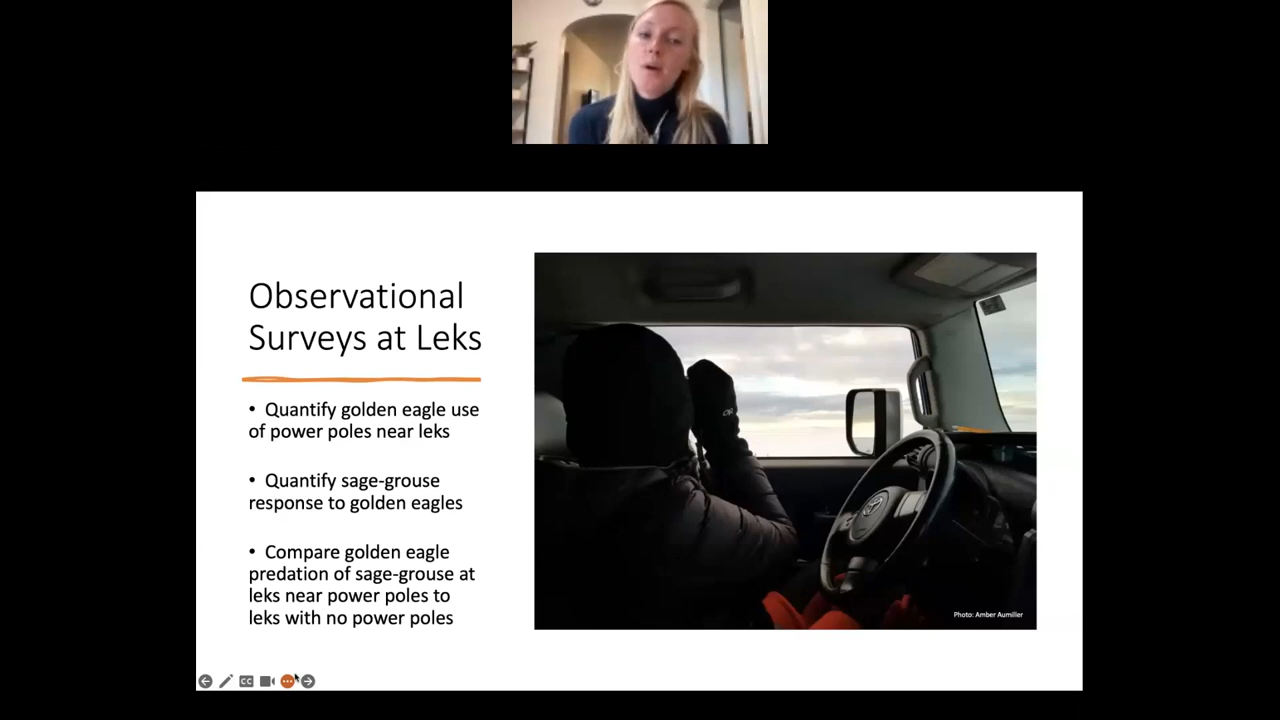 Observational
Surveys at Leks
• Quantify golden eagle use
of power poles near leks
• Quantify sage-grouse
response to golden eagles
• Compare golden eagle
predation of sage-grouse at
leks near power poles to
leks with no power poles
OR
Photo: Amber Aumiller
CC